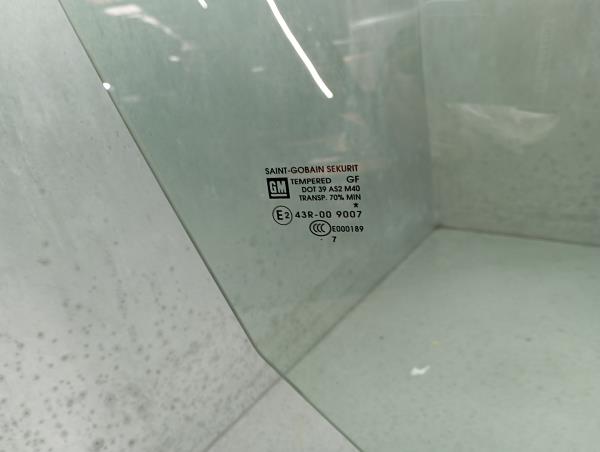 SAINT-GOBAIN SEKURIT
GM TEMPERED GF
DOT 39 AS2 M40
TRANSP. 70% MIN
E2 43R-00 9007
CCC E000189
. 7